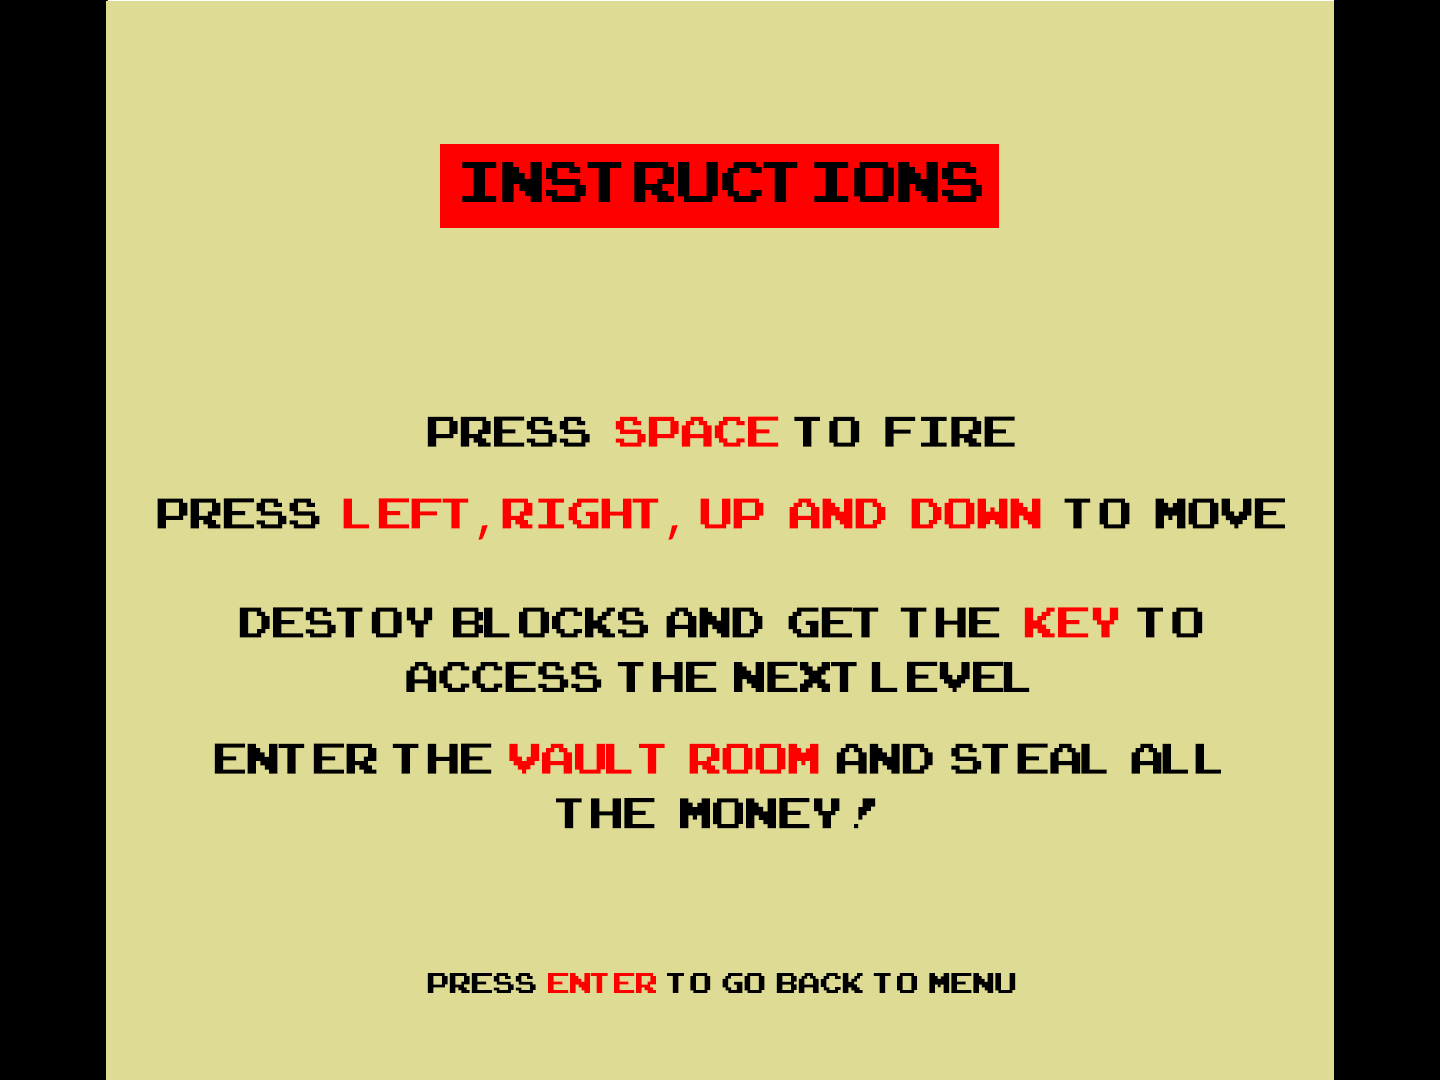 INSTRUCTIONS
PRESS SPACE TO FIRE
PRESS LEFT,RIGHT, UP AND DOWN TO MOVE
DESTOY BLOCKS AND GET THE KEY TO
ACCESS THE NEXT LEVEL
ENTER THE VAULT ROOM AND STEAL ALL
THE MONEY!
PRESS ENTER TO GO BACK TO MENU